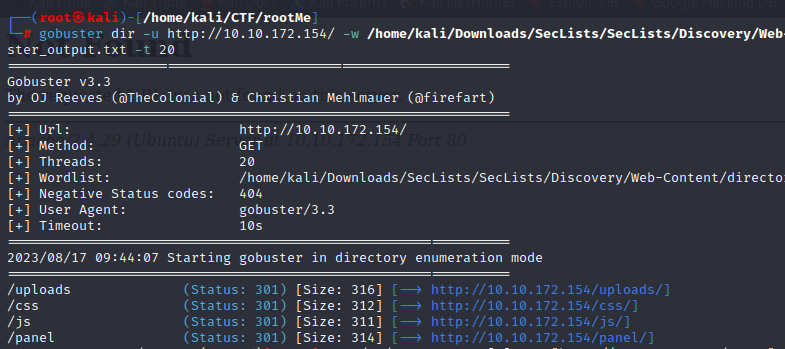 (root㉿kali)-[/home/kali/CTF/rootMe]
# gobuster dir -u http://10.10.172.154/ -w /home/kali/Downloads/SecLists/SecLists/Discovery/Web-
ster_output.txt -t 20
Gobuster v3.3
by OJ Reeves (@TheColonial) & Christian Mehlmauer (@firefart)
[+] Url: http://10.10.172.154/
[+] Method: GET
[+] Threads: 20
[+] Wordlist: /home/kali/Downloads/SecLists/SecLists/Discovery/Web-Content/directo
[+] Negative Status codes: 404
[+] User Agent: gobuster/3.3
[+] Timeout: 10s
2023/08/17 09:44:07 Starting gobuster in directory enumeration mode
/uploads (Status: 301) [Size: 316] [--> http://10.10.172.154/uploads/]
/css (Status: 301) [Size: 312] [--> http://10.10.172.154/css/]
/js (Status: 301) [Size: 311] [--> http://10.10.172.154/js/]
/panel (Status: 301) [Size: 314] [--> http://10.10.172.154/panel/]